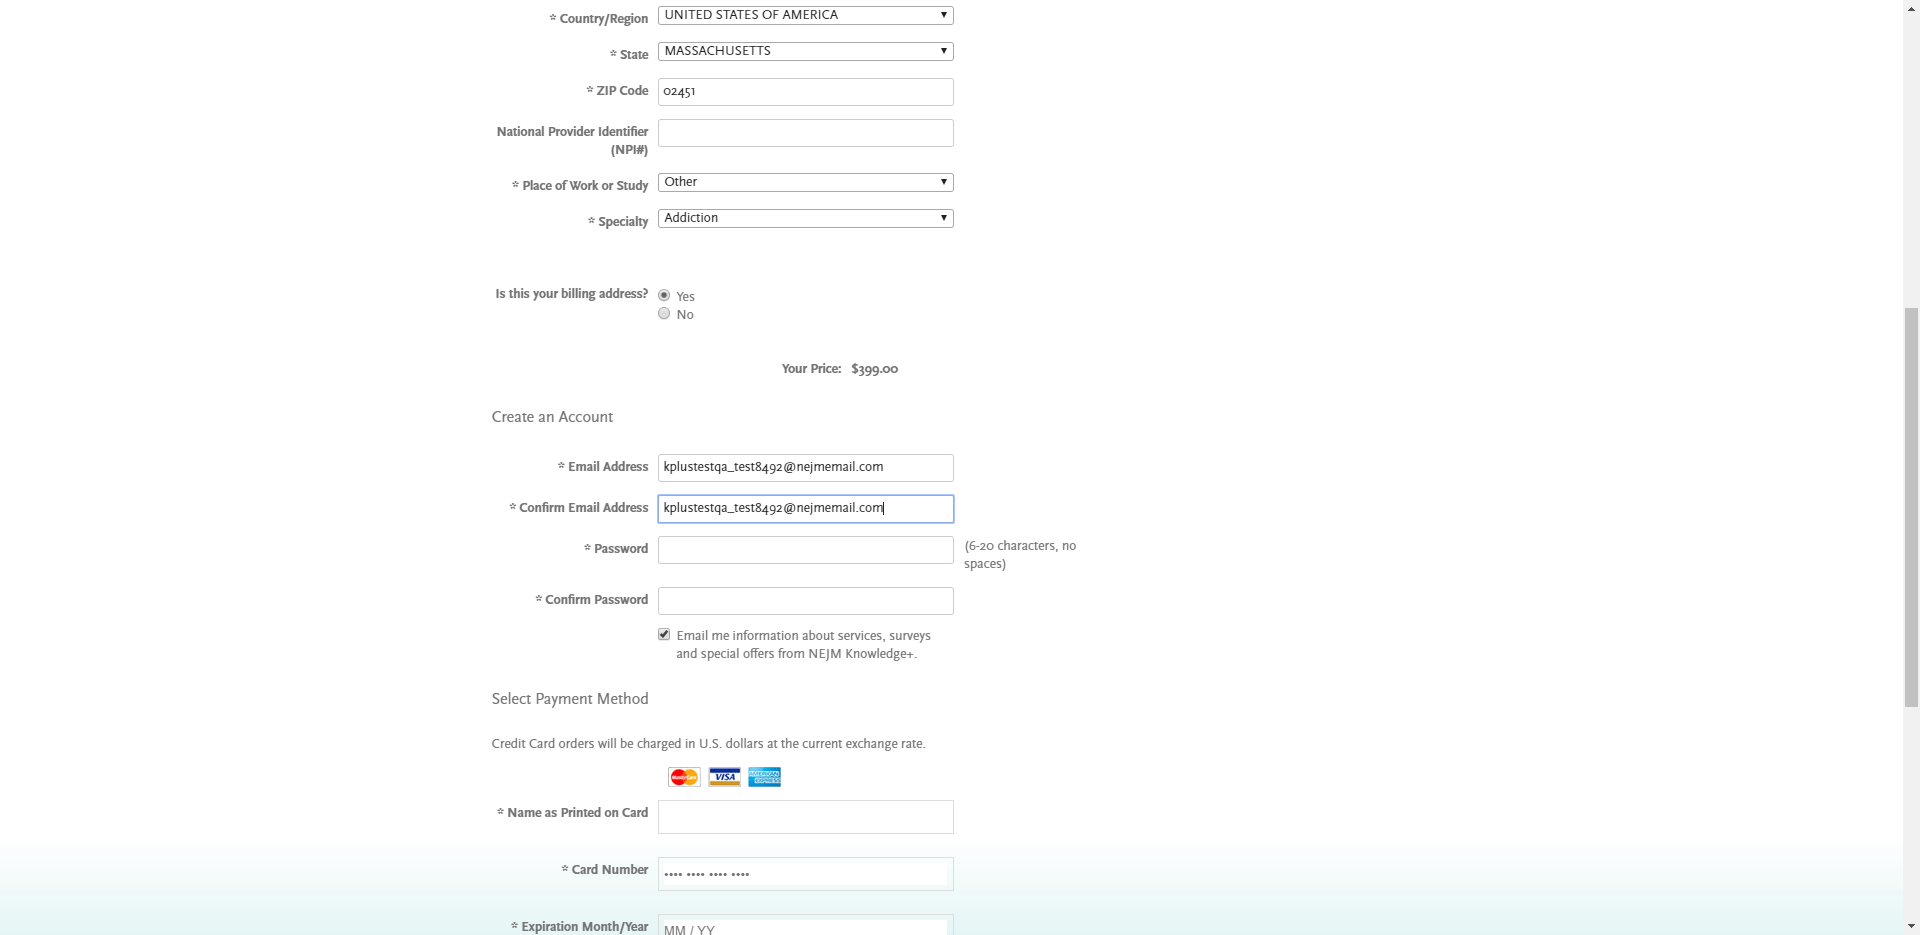 * Country/Region UNITED STATES OF AMERICA
* State MASSACHUSETTS
* ZIP Code 02451
National Provider Identifier
(NPI#)
* Place of Work or Study Other
* Specialty Addiction
Is this your billing address? Yes
No
Your Price: $399.00
Create an Account
* Email Address kplustestqa_test8492@nejmemail.com
* Confirm Email Address kplustestqa_test8492@nejmemail.com
* Password (6-20 characters, no
spaces)
* Confirm Password
Email me information about services, surveys
and special offers from NEJM Knowledge+.
Select Payment Method
Credit Card orders will be charged in U.S. dollars at the current exchange rate.
MasterCard VISA AMERICAN EXPRESS
* Name as Printed on Card
* Card Number •••• •••• •••• ••••
* Expiration Month/Year MM / YY